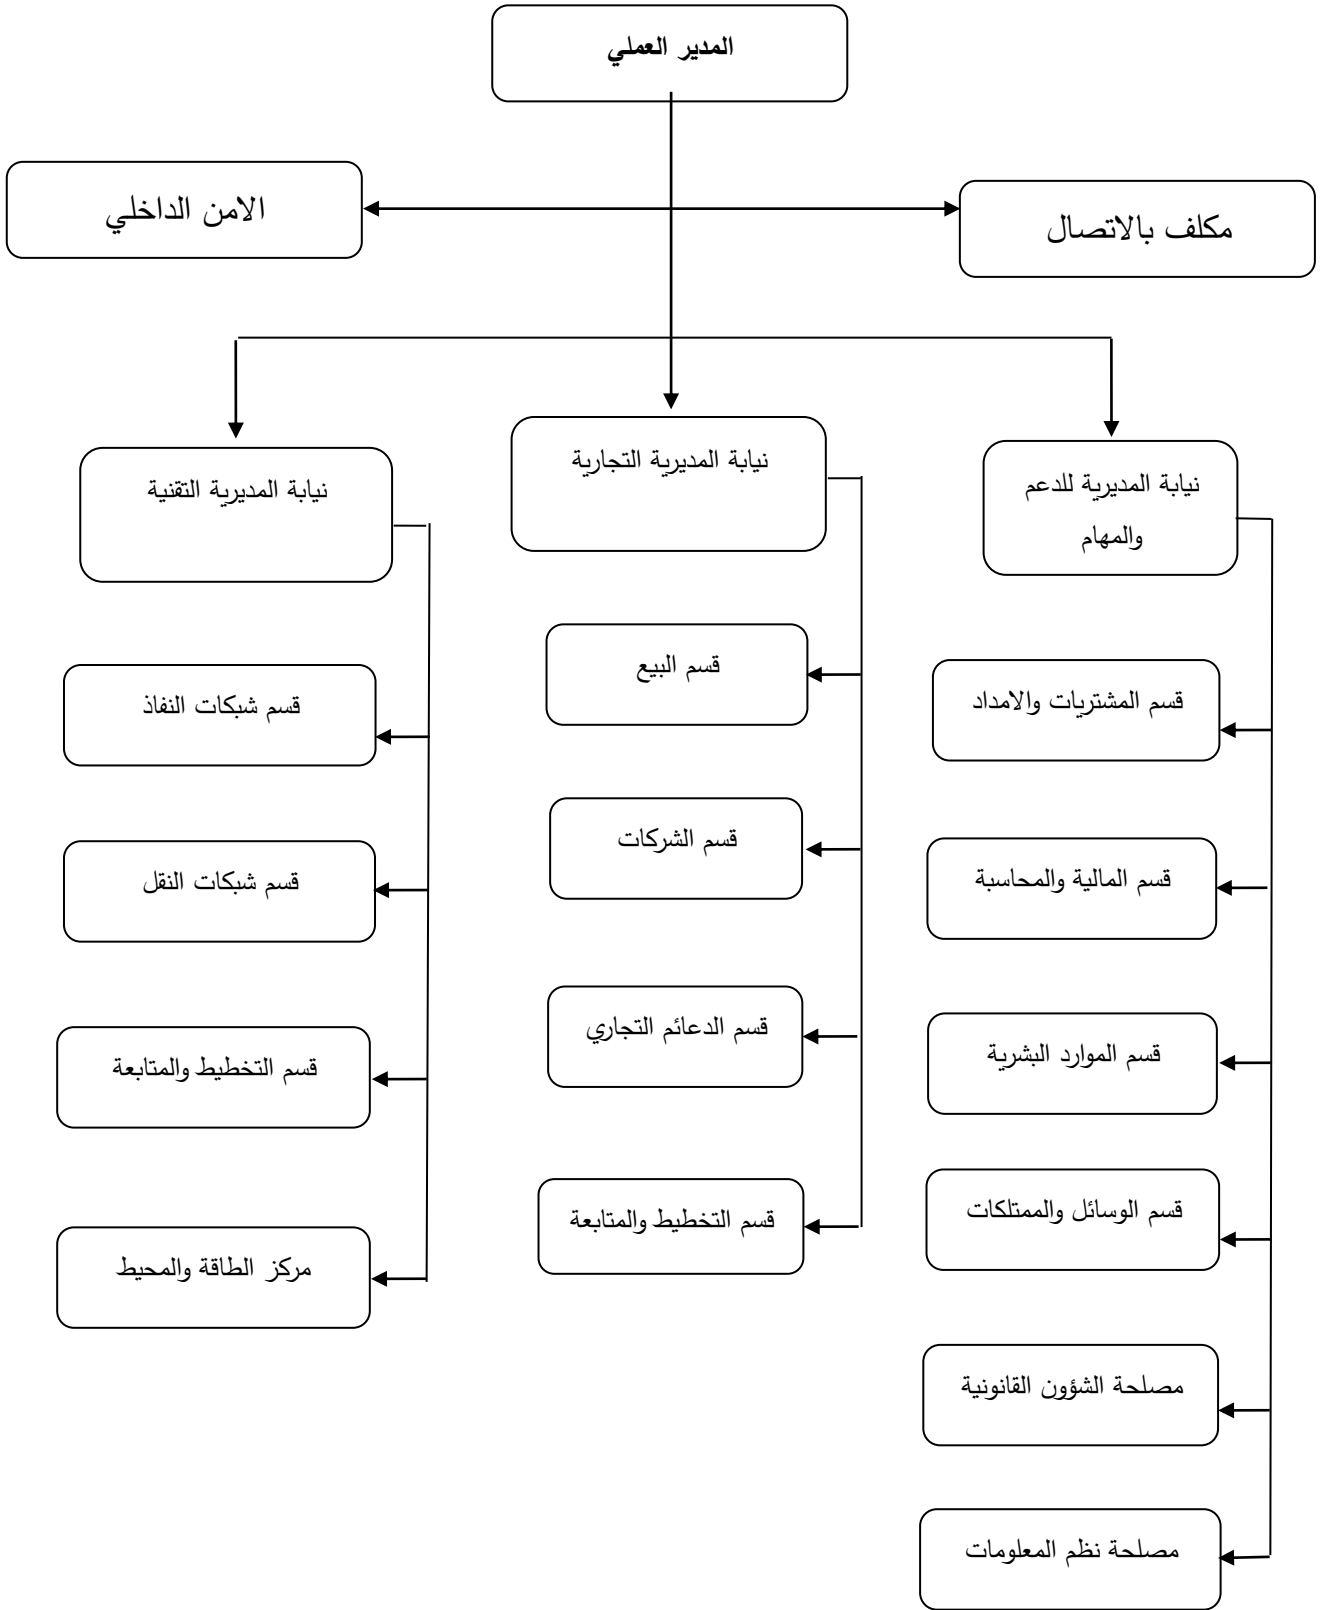 المدير العملي
مكلف بالاتصال
الامن الداخلي
نيابة المديرية للدعم
والمهام
قسم المشتريات والامداد
قسم المالية والمحاسبة
قسم الموارد البشرية
قسم الوسائل والممتلكات
مصلحة الشؤون القانونية
مصلحة نظم المعلومات
نيابة المديرية التجارية
قسم البيع
قسم الشركات
قسم الدعائم التجاري
قسم التخطيط والمتابعة
نيابة المديرية التقنية
قسم شبكات النفاذ
قسم شبكات النقل
قسم التخطيط والمتابعة
مركز الطاقة والمحيط